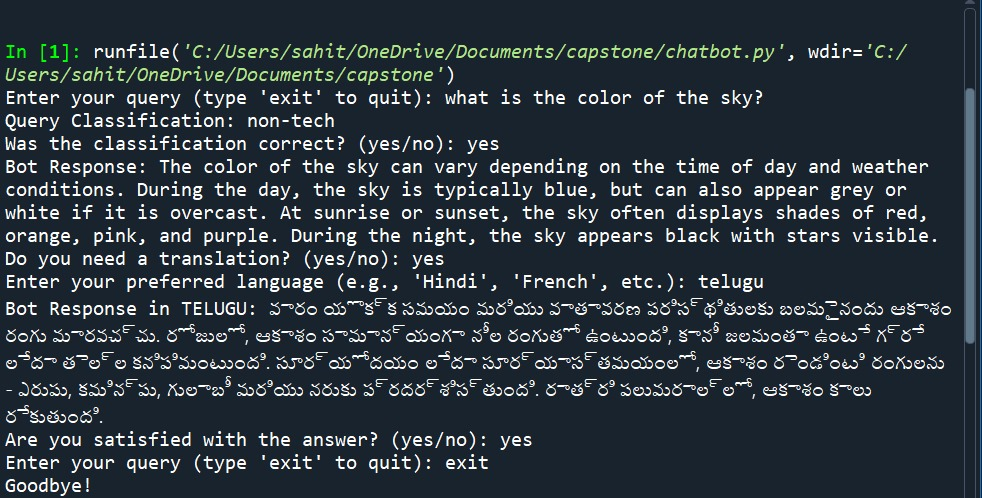 In [1]: runfile('C:/Users/sahit/OneDrive/Documents/capstone/chatbot.py', wdir='C:/
Users/sahit/OneDrive/Documents/capstone')
Enter your query (type 'exit' to quit): what is the color of the sky?
Query Classification: non-tech
Was the classification correct? (yes/no): yes
Bot Response: The color of the sky can vary depending on the time of day and weather
conditions. During the day, the sky is typically blue, but can also appear grey or
white if it is overcast. At sunrise or sunset, the sky often displays shades of red,
orange, pink, and purple. During the night, the sky appears black with stars visible.
Do you need a translation? (yes/no): yes
Enter your preferred language (e.g., 'Hindi', 'French', etc.): telugu
Bot Response in TELUGU: వారం యొక్క సమయం మరియు వాతావరణ పరిస్థితులకు బలమైనందు ఆకాశం
రంగు మారవచ్చు. రోజులో, ఆకాశం సామాన్యంగా నీల రంగుతో ఉంటుంది, కానీ జలమంతా ఉంటే గ్రే
లేదా తెల్ల కనిపిమంటుంది. సూర్యోదయం లేదా సూర్యాస్తమయంలో, ఆకాశం రెండింటి రంగులను
- ఎరుపు, కమిన్పు, గులాబీ మరియు నరుకు ప్రదర్శిస్తుంది. రాత్రి పలుమరాల్లో, ఆకాశం కాలు
రేకుతుంది.
Are you satisfied with the answer? (yes/no): yes
Enter your query (type 'exit' to quit): exit
Goodbye!